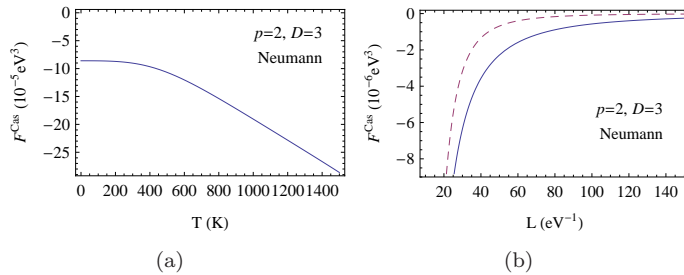 0
−5
−10
−15
−20
−25
F^Cas (10^−5 eV^3)
p=2, D=3
Neumann
0 200 400 600 800 1000 1200 1400
T (K)
(a)
0
−2
−4
−6
−8
F^Cas (10^−6 eV^3)
p=2, D=3
Neumann
20 40 60 80 100 120 140
L (eV^−1)
(b)